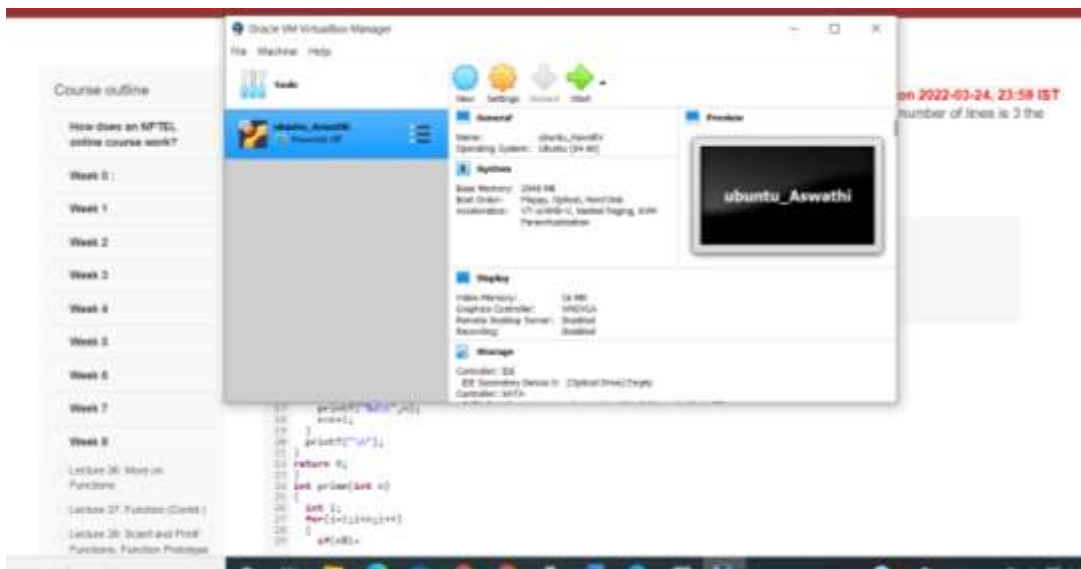 Oracle VM VirtualBox Manager
File Machine Help
Tools
New Settings Discard Start
ubuntu_Aswathi
Powered Off
General
Name: ubuntu_Aswathi
Operating System: Ubuntu (64-bit)
System
Base Memory: 2048 MB
Boot Order: Floppy, Optical, Hard Disk
Acceleration: VT-x/AMD-V, Nested Paging, KVM
Paravirtualization
Preview
ubuntu_Aswathi
Display
Video Memory: 16 MB
Graphics Controller: VMSVGA
Remote Desktop Server: Disabled
Recording: Disabled
Storage
Controller: IDE
IDE Secondary Device 0: [Optical Drive] Empty
Controller: SATA
on 2022-03-24, 23:59 IST
number of lines is 3 the
Course outline
How does an NPTEL
online course work?
Week 0 :
Week 1
Week 2
Week 3
Week 4
Week 5
Week 6
Week 7
Week 8
Lecture 36: More on
Functions
Lecture 37: Function (Contd.)
Lecture 38: Scanf and Printf
Functions; Function Prototype
}
printf("\n");
}
return 0;
}
int prime(int n)
{
int i;
{